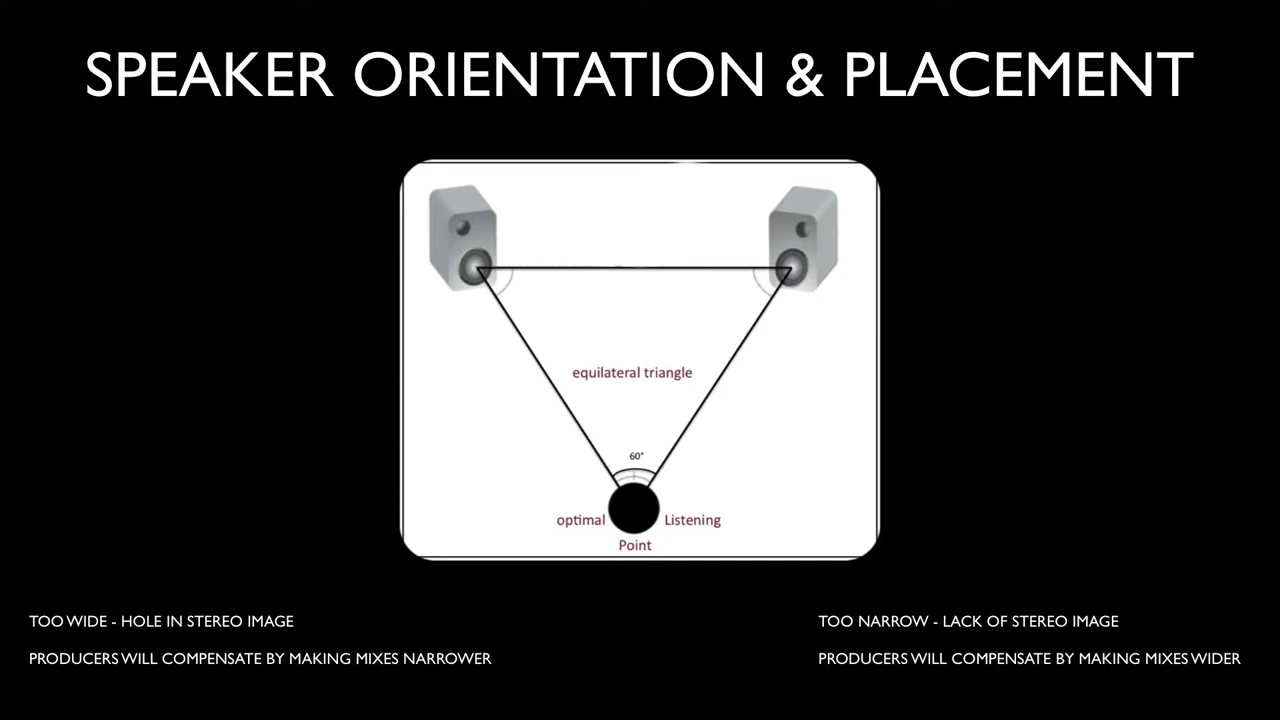 SPEAKER ORIENTATION & PLACEMENT
equilateral triangle
60°
optimal Listening
Point
TOO WIDE - HOLE IN STEREO IMAGE
PRODUCERS WILL COMPENSATE BY MAKING MIXES NARROWER
TOO NARROW - LACK OF STEREO IMAGE
PRODUCERS WILL COMPENSATE BY MAKING MIXES WIDER